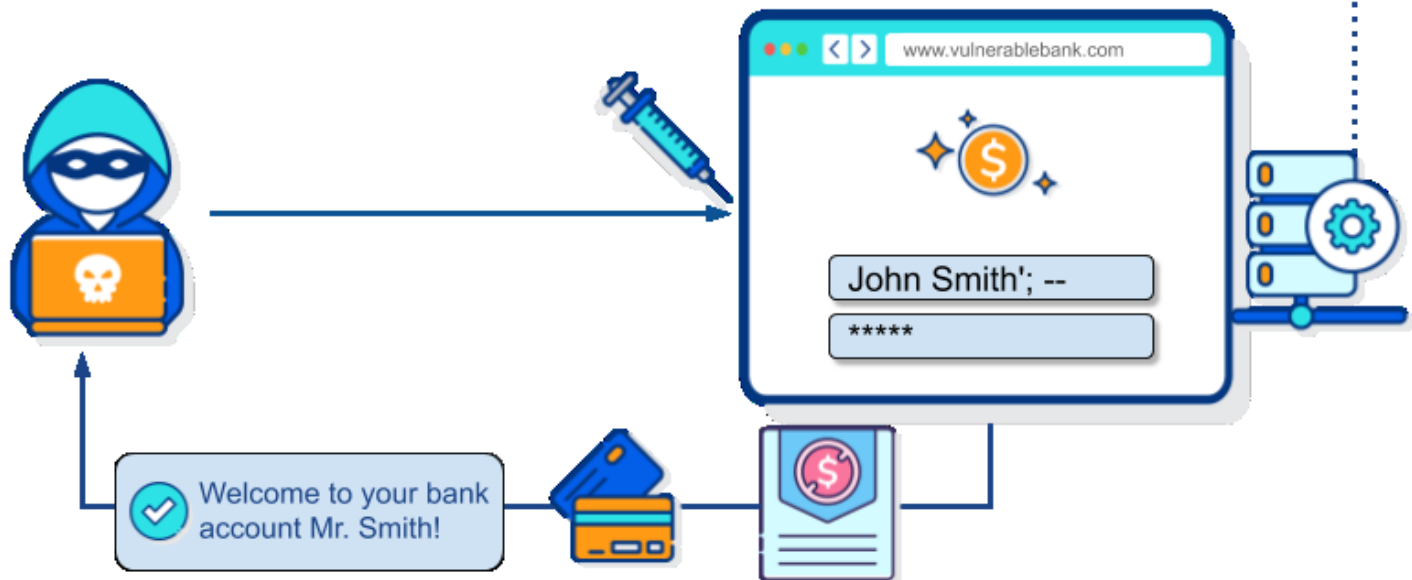 www.vulnerablebank.com
John Smith'; --
*****
Welcome to your bank
account Mr. Smith!